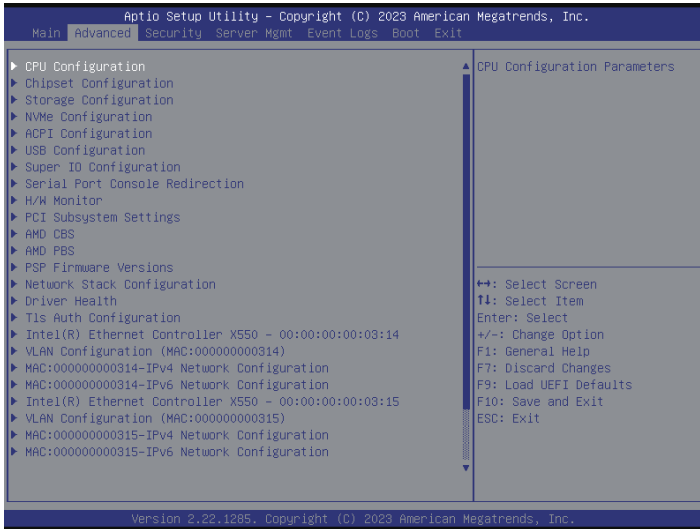 Aptio Setup Utility – Copyright (C) 2023 American Megatrends, Inc.
Main Advanced Security Server Mgmt Event Logs Boot Exit
CPU Configuration
Chipset Configuration
Storage Configuration
NVMe Configuration
ACPI Configuration
USB Configuration
Super IO Configuration
Serial Port Console Redirection
H/W Monitor
PCI Subsystem Settings
AMD CBS
AMD PBS
PSP Firmware Versions
Network Stack Configuration
Driver Health
Tls Auth Configuration
Intel(R) Ethernet Controller X550 – 00:00:00:00:03:14
VLAN Configuration (MAC:000000000314)
MAC:000000000314-IPv4 Network Configuration
MAC:000000000314-IPv6 Network Configuration
Intel(R) Ethernet Controller X550 – 00:00:00:00:03:15
VLAN Configuration (MAC:000000000315)
MAC:000000000315-IPv4 Network Configuration
MAC:000000000315-IPv6 Network Configuration
CPU Configuration Parameters
↔: Select Screen
↑↓: Select Item
Enter: Select
+/-: Change Option
F1: General Help
F7: Discard Changes
F9: Load UEFI Defaults
F10: Save and Exit
ESC: Exit
Version 2.22.1285. Copyright (C) 2023 American Megatrends, Inc.